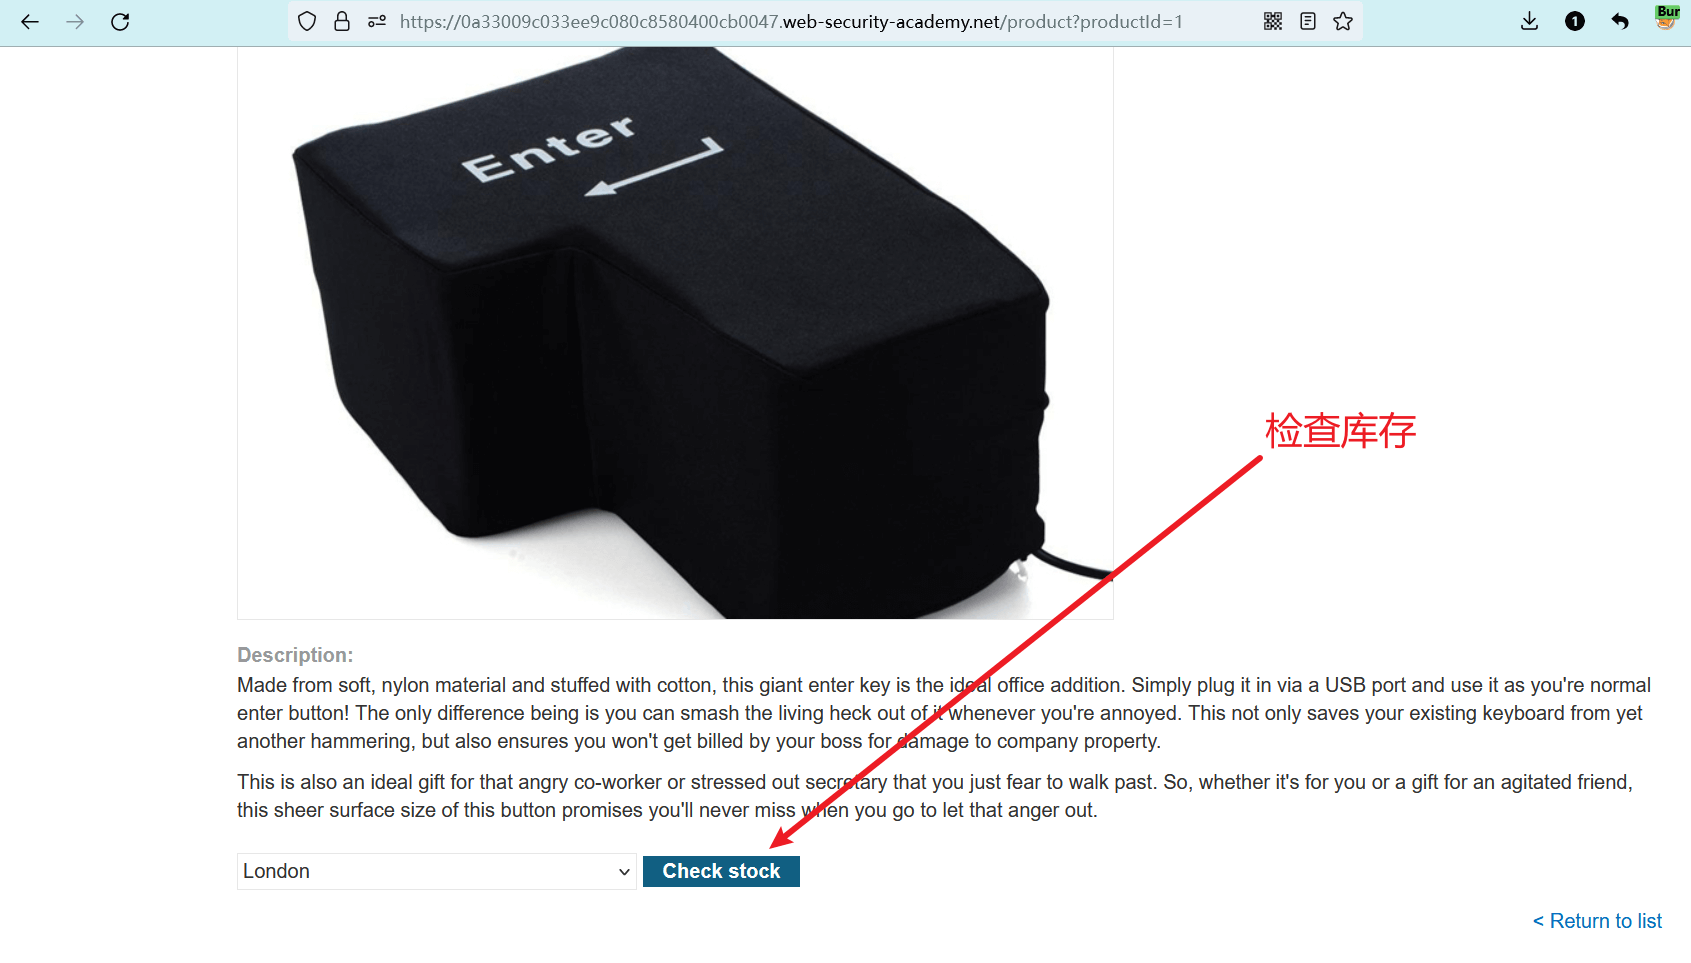 https://0a33009c033ee9c080c8580400cb0047.web-security-academy.net/product?productId=1
1
Bur
Enter
检查库存
Description:
Made from soft, nylon material and stuffed with cotton, this giant enter key is the ideal office addition. Simply plug it in via a USB port and use it as you're normal
enter button! The only difference being is you can smash the living heck out of it whenever you're annoyed. This not only saves your existing keyboard from yet
another hammering, but also ensures you won't get billed by your boss for damage to company property.
This is also an ideal gift for that angry co-worker or stressed out secretary that you just fear to walk past. So, whether it's for you or a gift for an agitated friend,
this sheer surface size of this button promises you'll never miss when you go to let that anger out.
London
Check stock
< Return to list